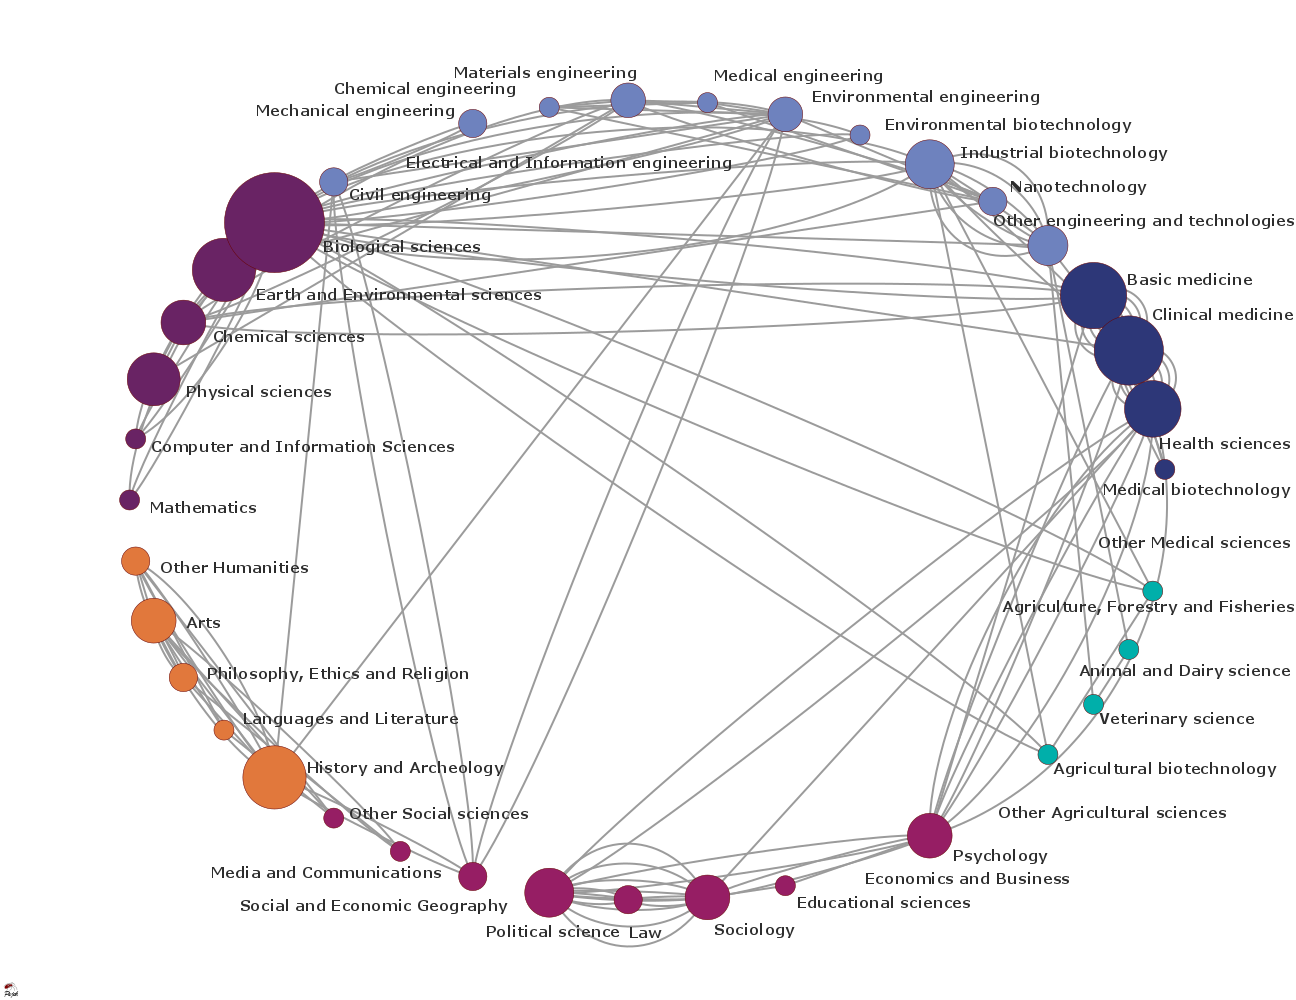 Materials engineering
Medical engineering
Chemical engineering
Environmental engineering
Mechanical engineering
Environmental biotechnology
Industrial biotechnology
Electrical and Information engineering
Nanotechnology
Civil engineering
Other engineering and technologies
Biological sciences
Basic medicine
Earth and Environmental sciences
Clinical medicine
Chemical sciences
Physical sciences
Health sciences
Computer and Information Sciences
Medical biotechnology
Mathematics
Other Medical sciences
Other Humanities
Agriculture, Forestry and Fisheries
Arts
Animal and Dairy science
Philosophy, Ethics and Religion
Languages and Literature
Veterinary science
History and Archeology
Agricultural biotechnology
Other Social sciences
Other Agricultural sciences
Psychology
Media and Communications
Economics and Business
Social and Economic Geography
Educational sciences
Political science
Law
Sociology
Pajek